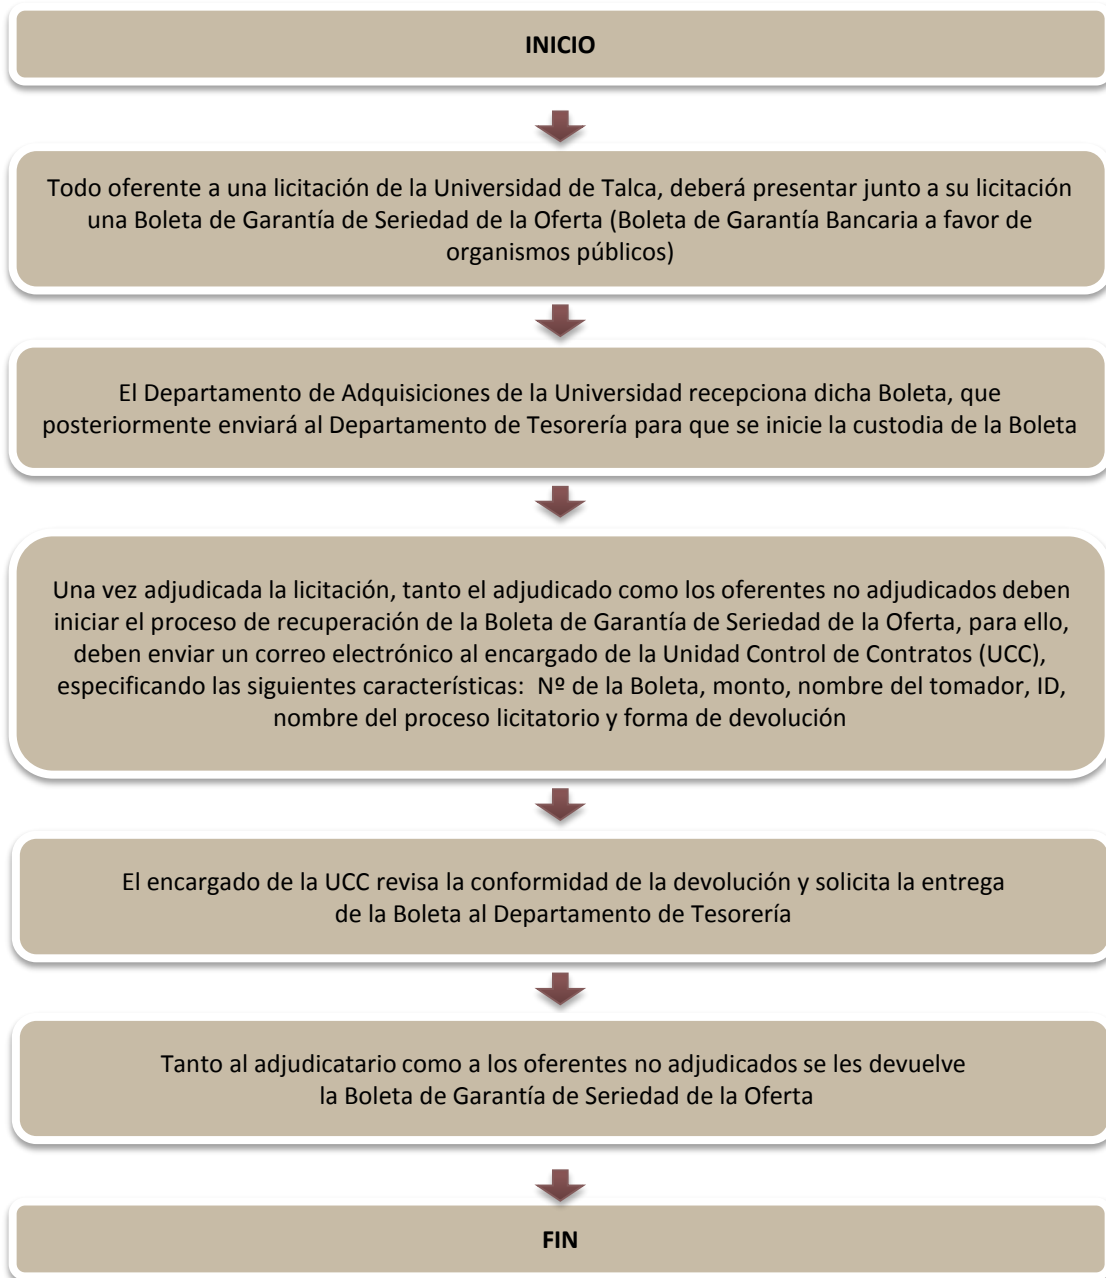 INICIO
Todo oferente a una licitación de la Universidad de Talca, deberá presentar junto a su licitación
una Boleta de Garantía de Seriedad de la Oferta (Boleta de Garantía Bancaria a favor de
organismos públicos)
El Departamento de Adquisiciones de la Universidad recepciona dicha Boleta, que
posteriormente enviará al Departamento de Tesorería para que se inicie la custodia de la Boleta
Una vez adjudicada la licitación, tanto el adjudicado como los oferentes no adjudicados deben
iniciar el proceso de recuperación de la Boleta de Garantía de Seriedad de la Oferta, para ello,
deben enviar un correo electrónico al encargado de la Unidad Control de Contratos (UCC),
especificando las siguientes características: Nº de la Boleta, monto, nombre del tomador, ID,
nombre del proceso licitatorio y forma de devolución
El encargado de la UCC revisa la conformidad de la devolución y solicita la entrega
de la Boleta al Departamento de Tesorería
Tanto al adjudicatario como a los oferentes no adjudicados se les devuelve
la Boleta de Garantía de Seriedad de la Oferta
FIN